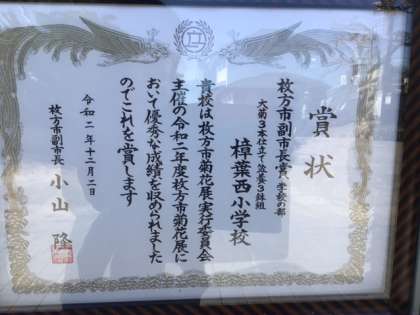 賞状
枚方市副市長賞〈学校の部〉
大菊3本仕立て盆養3鉢組
樟葉西小学校
貴校は枚方市菊花展実行委員会
主催の令和二年度枚方市菊花展に
おいて優秀な成績を収められました
のでこれを賞します
令和二年十二月二日
枚方市副市長 小山 隆